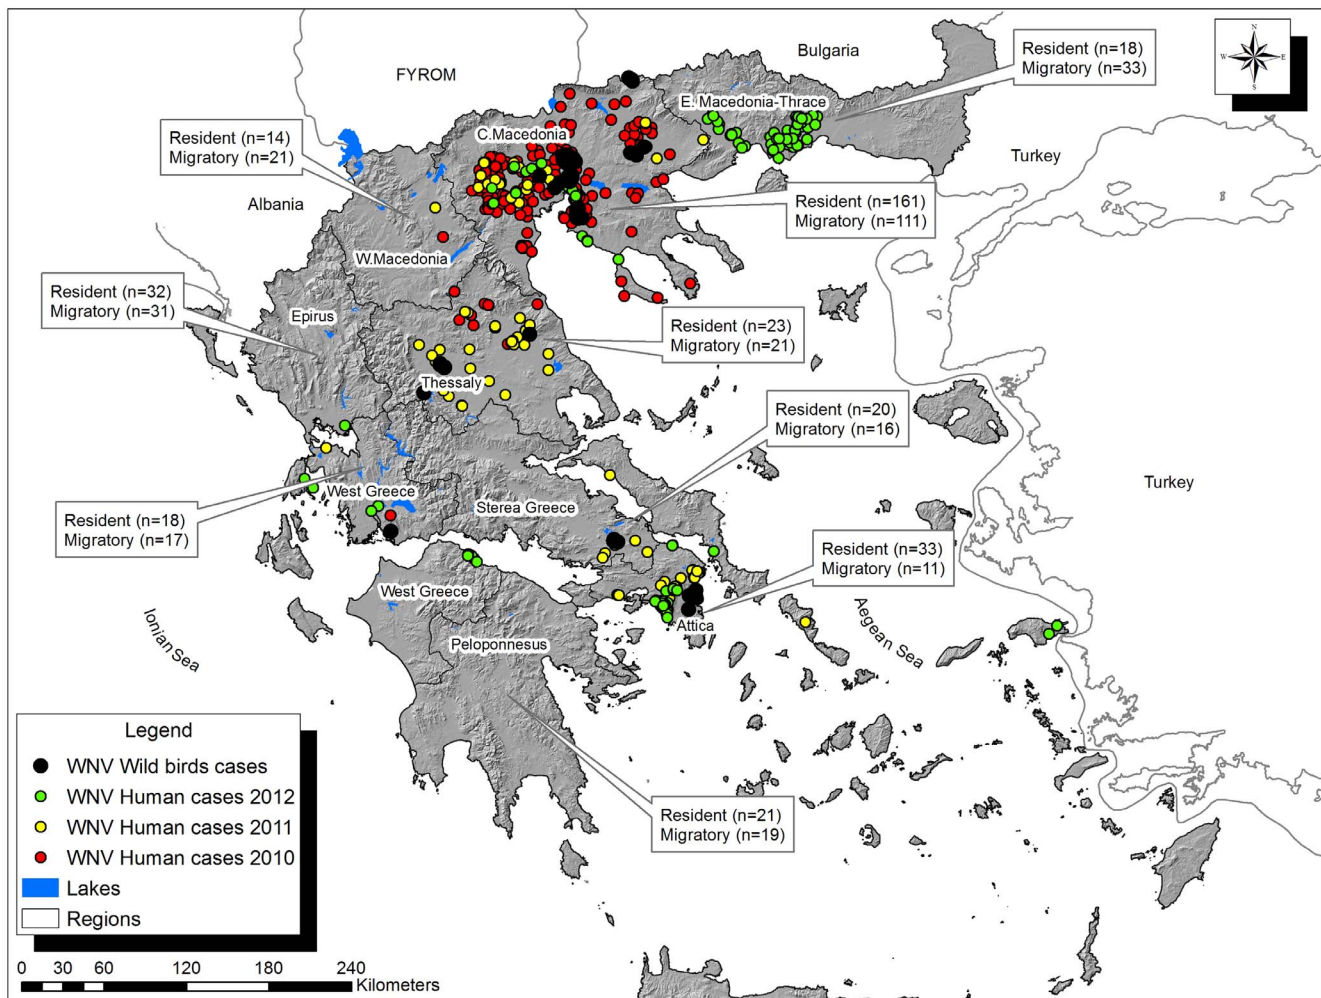 Bulgaria
Resident (n=18)
Migratory (n=33)
N
W
E
S
FYROM
E. Macedonia-Thrace
Resident (n=14)
Migratory (n=21)
C.Macedonia
Turkey
Albania
Resident (n=161)
Migratory (n=111)
W.Macedonia
Resident (n=32)
Migratory (n=31)
Epirus
Resident (n=23)
Migratory (n=21)
Thessaly
Resident (n=20)
Migratory (n=16)
Turkey
West Greece
Sterea Greece
Resident (n=18)
Migratory (n=17)
Resident (n=33)
Migratory (n=11)
West Greece
Attica
Aegean Sea
Ionian Sea
Peloponnesus
Resident (n=21)
Migratory (n=19)
Legend
WNV Wild birds cases
WNV Human cases 2012
WNV Human cases 2011
WNV Human cases 2010
Lakes
Regions
0 30 60 120 180 240
Kilometers